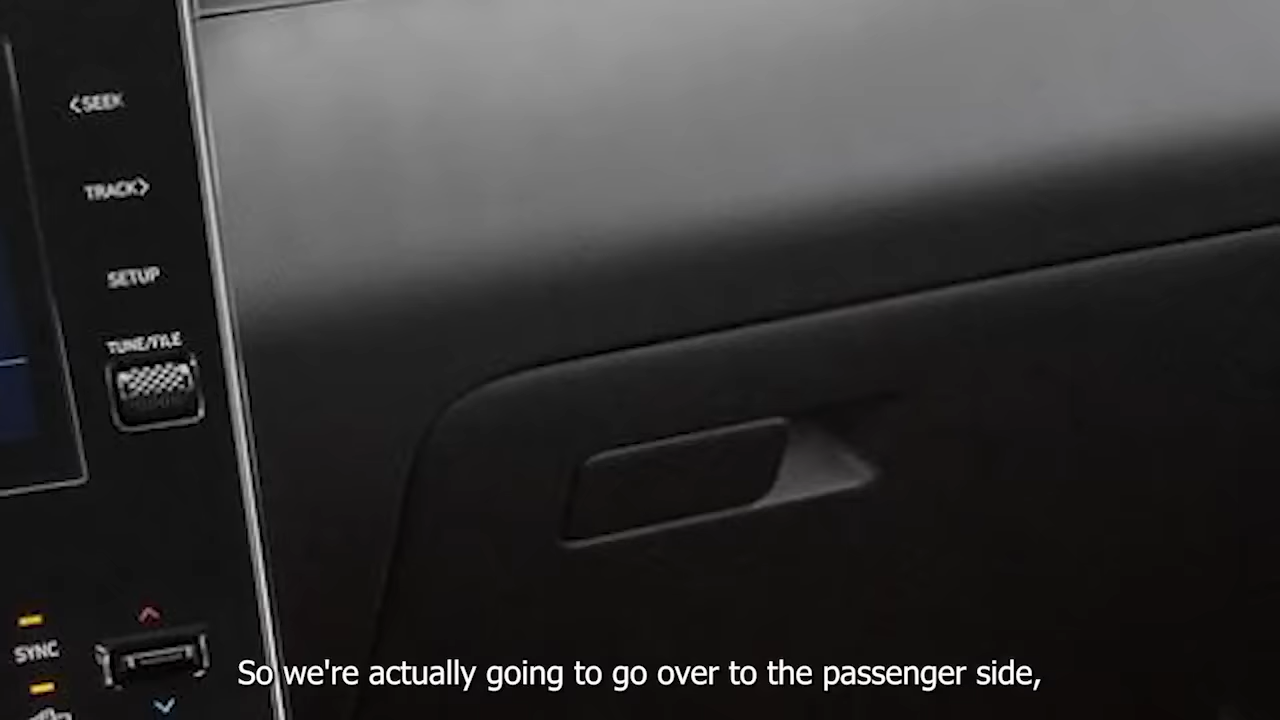 <SEEK
TRACK>
SETUP
TUNE/FILE
SYNC
So we're actually going to go over to the passenger side,